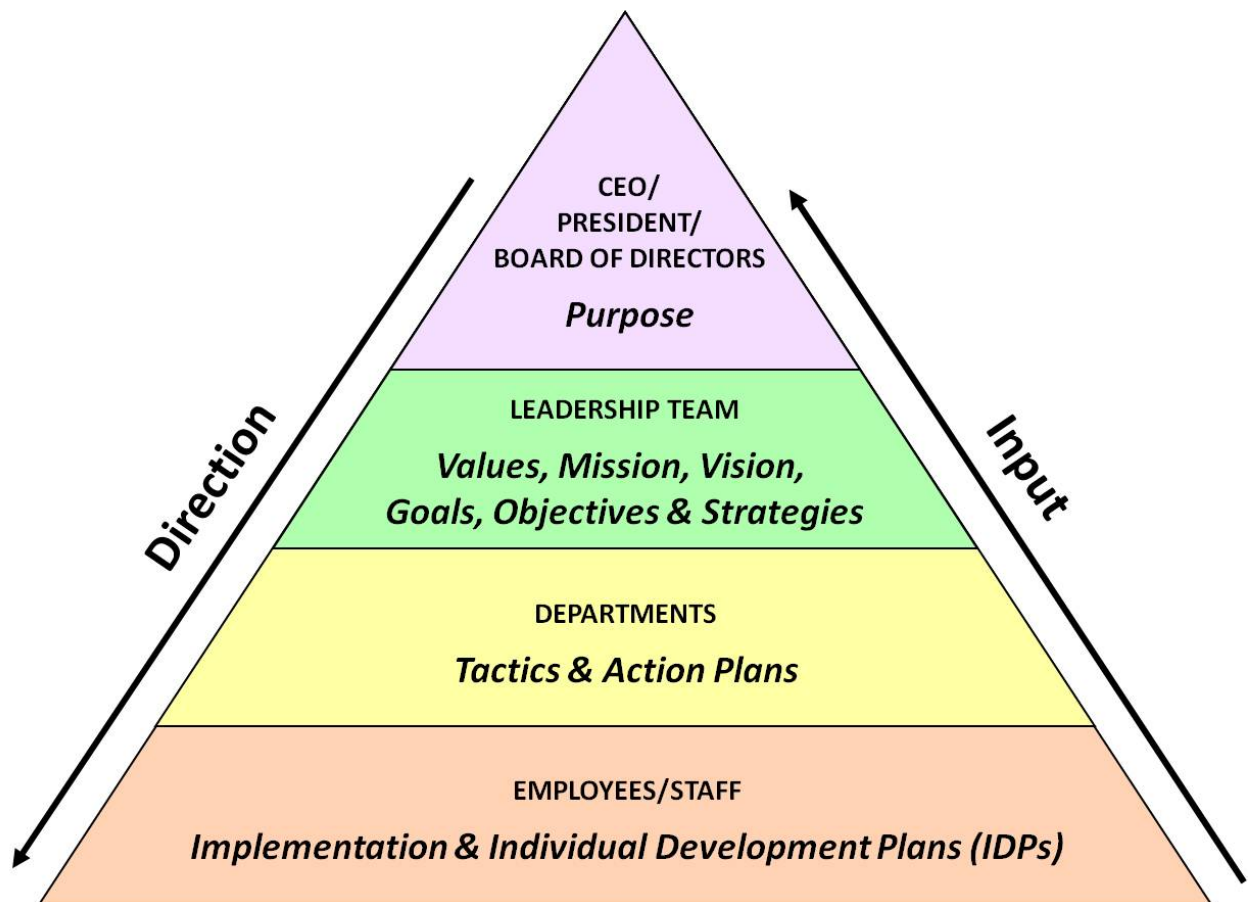 CEO/
PRESIDENT/
BOARD OF DIRECTORS
Purpose
LEADERSHIP TEAM
Values, Mission, Vision,
Goals, Objectives & Strategies
Direction
Input
DEPARTMENTS
Tactics & Action Plans
EMPLOYEES/STAFF
Implementation & Individual Development Plans (IDPs)